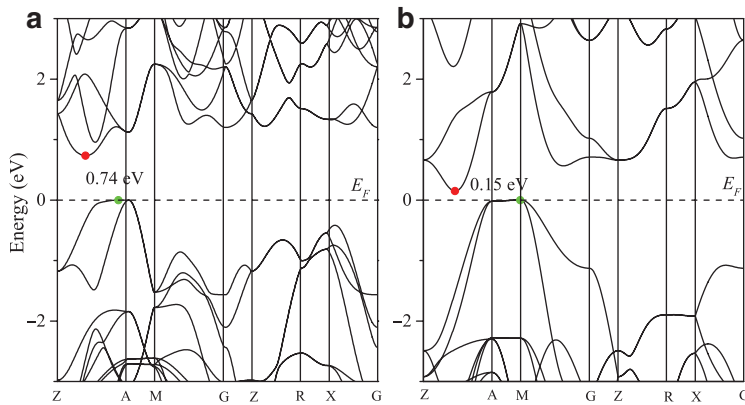 a
b
Energy (eV)
2
0
−2
0.74 eV
E_F
Z A M G Z R X G
2
0
−2
0.15 eV
E_F
Z A M G Z R X G